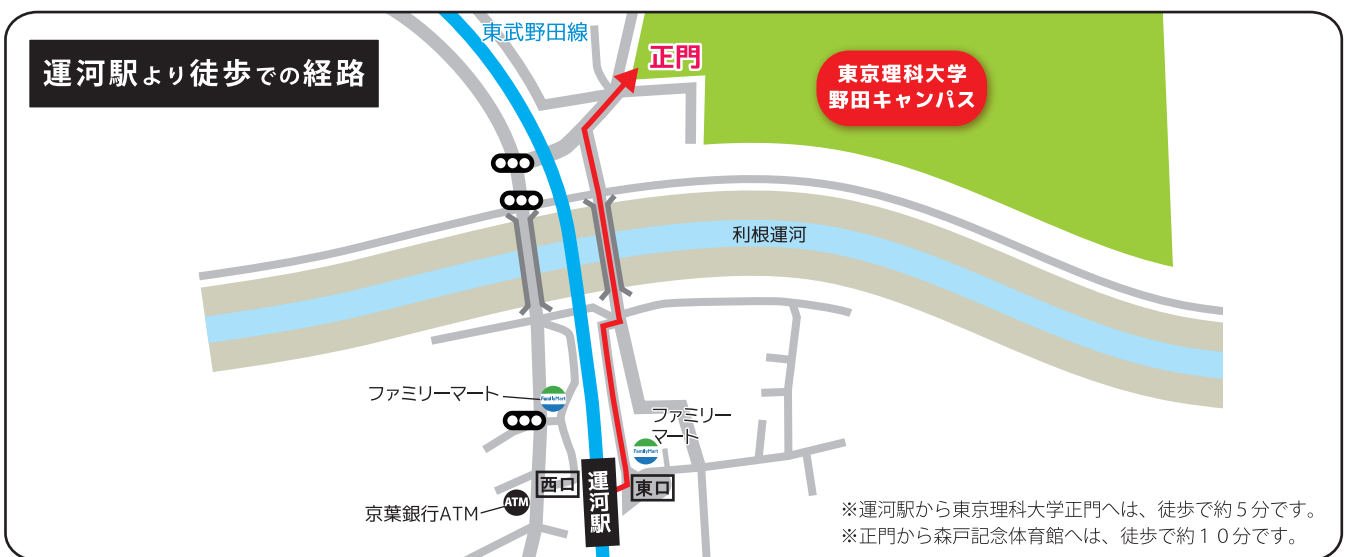 東武野田線
運河駅より徒歩での経路
正門
東京理科大学
野田キャンパス
利根運河
ファミリーマート
FamilyMart
ファミリー
マート
FamilyMart
西口
運河駅
東口
ATM
京葉銀行ATM
※運河駅から東京理科大学正門へは、徒歩で約5分です。
※正門から森戸記念体育館へは、徒歩で約10分です。